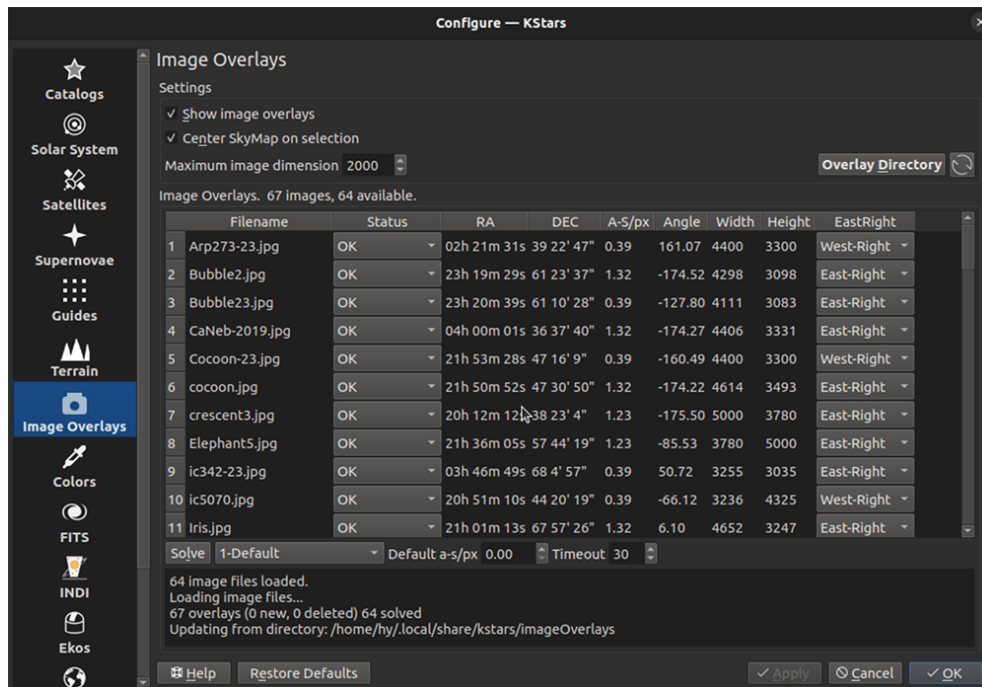 Configure — KStars
Catalogs
Solar System
Satellites
Supernovae
Guides
Terrain
Image Overlays
Colors
FITS
INDI
Ekos
Image Overlays
Settings
Show image overlays
Center SkyMap on selection
Maximum image dimension 2000
Overlay Directory
Image Overlays. 67 images, 64 available.
Filename Status RA DEC A-S/px Angle Width Height EastRight
1 Arp273-23.jpg OK 02h 21m 31s 39 22' 47" 0.39 161.07 4400 3300 West-Right
2 Bubble2.jpg OK 23h 19m 29s 61 23' 37" 1.32 -174.52 4298 3098 East-Right
3 Bubble23.jpg OK 23h 20m 39s 61 10' 28" 0.39 -127.80 4111 3083 East-Right
4 CaNeb-2019.jpg OK 04h 00m 01s 36 37' 40" 1.32 -174.27 4406 3331 East-Right
5 Cocoon-23.jpg OK 21h 53m 28s 47 16' 9" 0.39 -160.49 4400 3300 West-Right
6 cocoon.jpg OK 21h 50m 52s 47 30' 50" 1.32 -174.22 4614 3493 East-Right
7 crescent3.jpg OK 20h 12m 38 23' 4" 1.23 -175.50 5000 3780 East-Right
8 Elephant5.jpg OK 21h 36m 05s 57 44' 19" 1.23 -85.53 3780 5000 East-Right
9 ic342-23.jpg OK 03h 46m 49s 68 4' 57" 0.39 50.72 3255 3035 East-Right
10 ic5070.jpg OK 20h 51m 10s 44 20' 19" 0.39 -66.12 3236 4325 West-Right
11 Iris.jpg OK 21h 01m 13s 67 57' 26" 1.32 6.10 4652 3247 East-Right
Solve 1-Default Default a-s/px 0.00 Timeout 30
64 image files loaded.
Loading image files...
67 overlays (0 new, 0 deleted) 64 solved
Updating from directory: /home/hy/.local/share/kstars/imageOverlays
Help Restore Defaults Apply Cancel OK